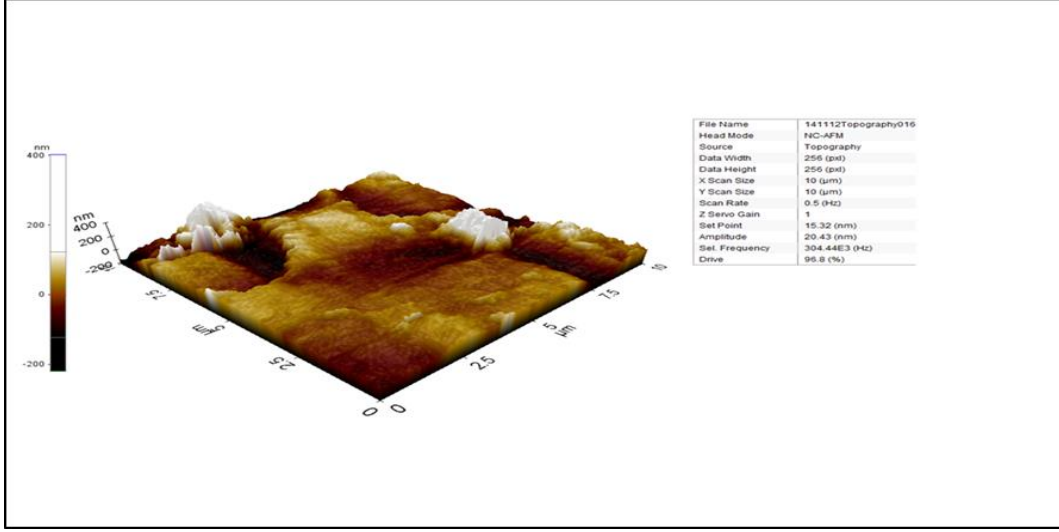 nm
400
200
0
-200
nm
400
200
0
-200
7.5
5
µm
2.5
0
0
2.5
5
µm
7.5
10
File Name 141112Topography016
Head Mode NC-AFM
Source Topography
Data Width 256 (pxl)
Data Height 256 (pxl)
X Scan Size 10 (µm)
Y Scan Size 10 (µm)
Scan Rate 0.5 (Hz)
Z Servo Gain 1
Set Point 15.32 (nm)
Amplitude 20.43 (nm)
Sel. Frequency 304.44E3 (Hz)
Drive 96.8 (%)